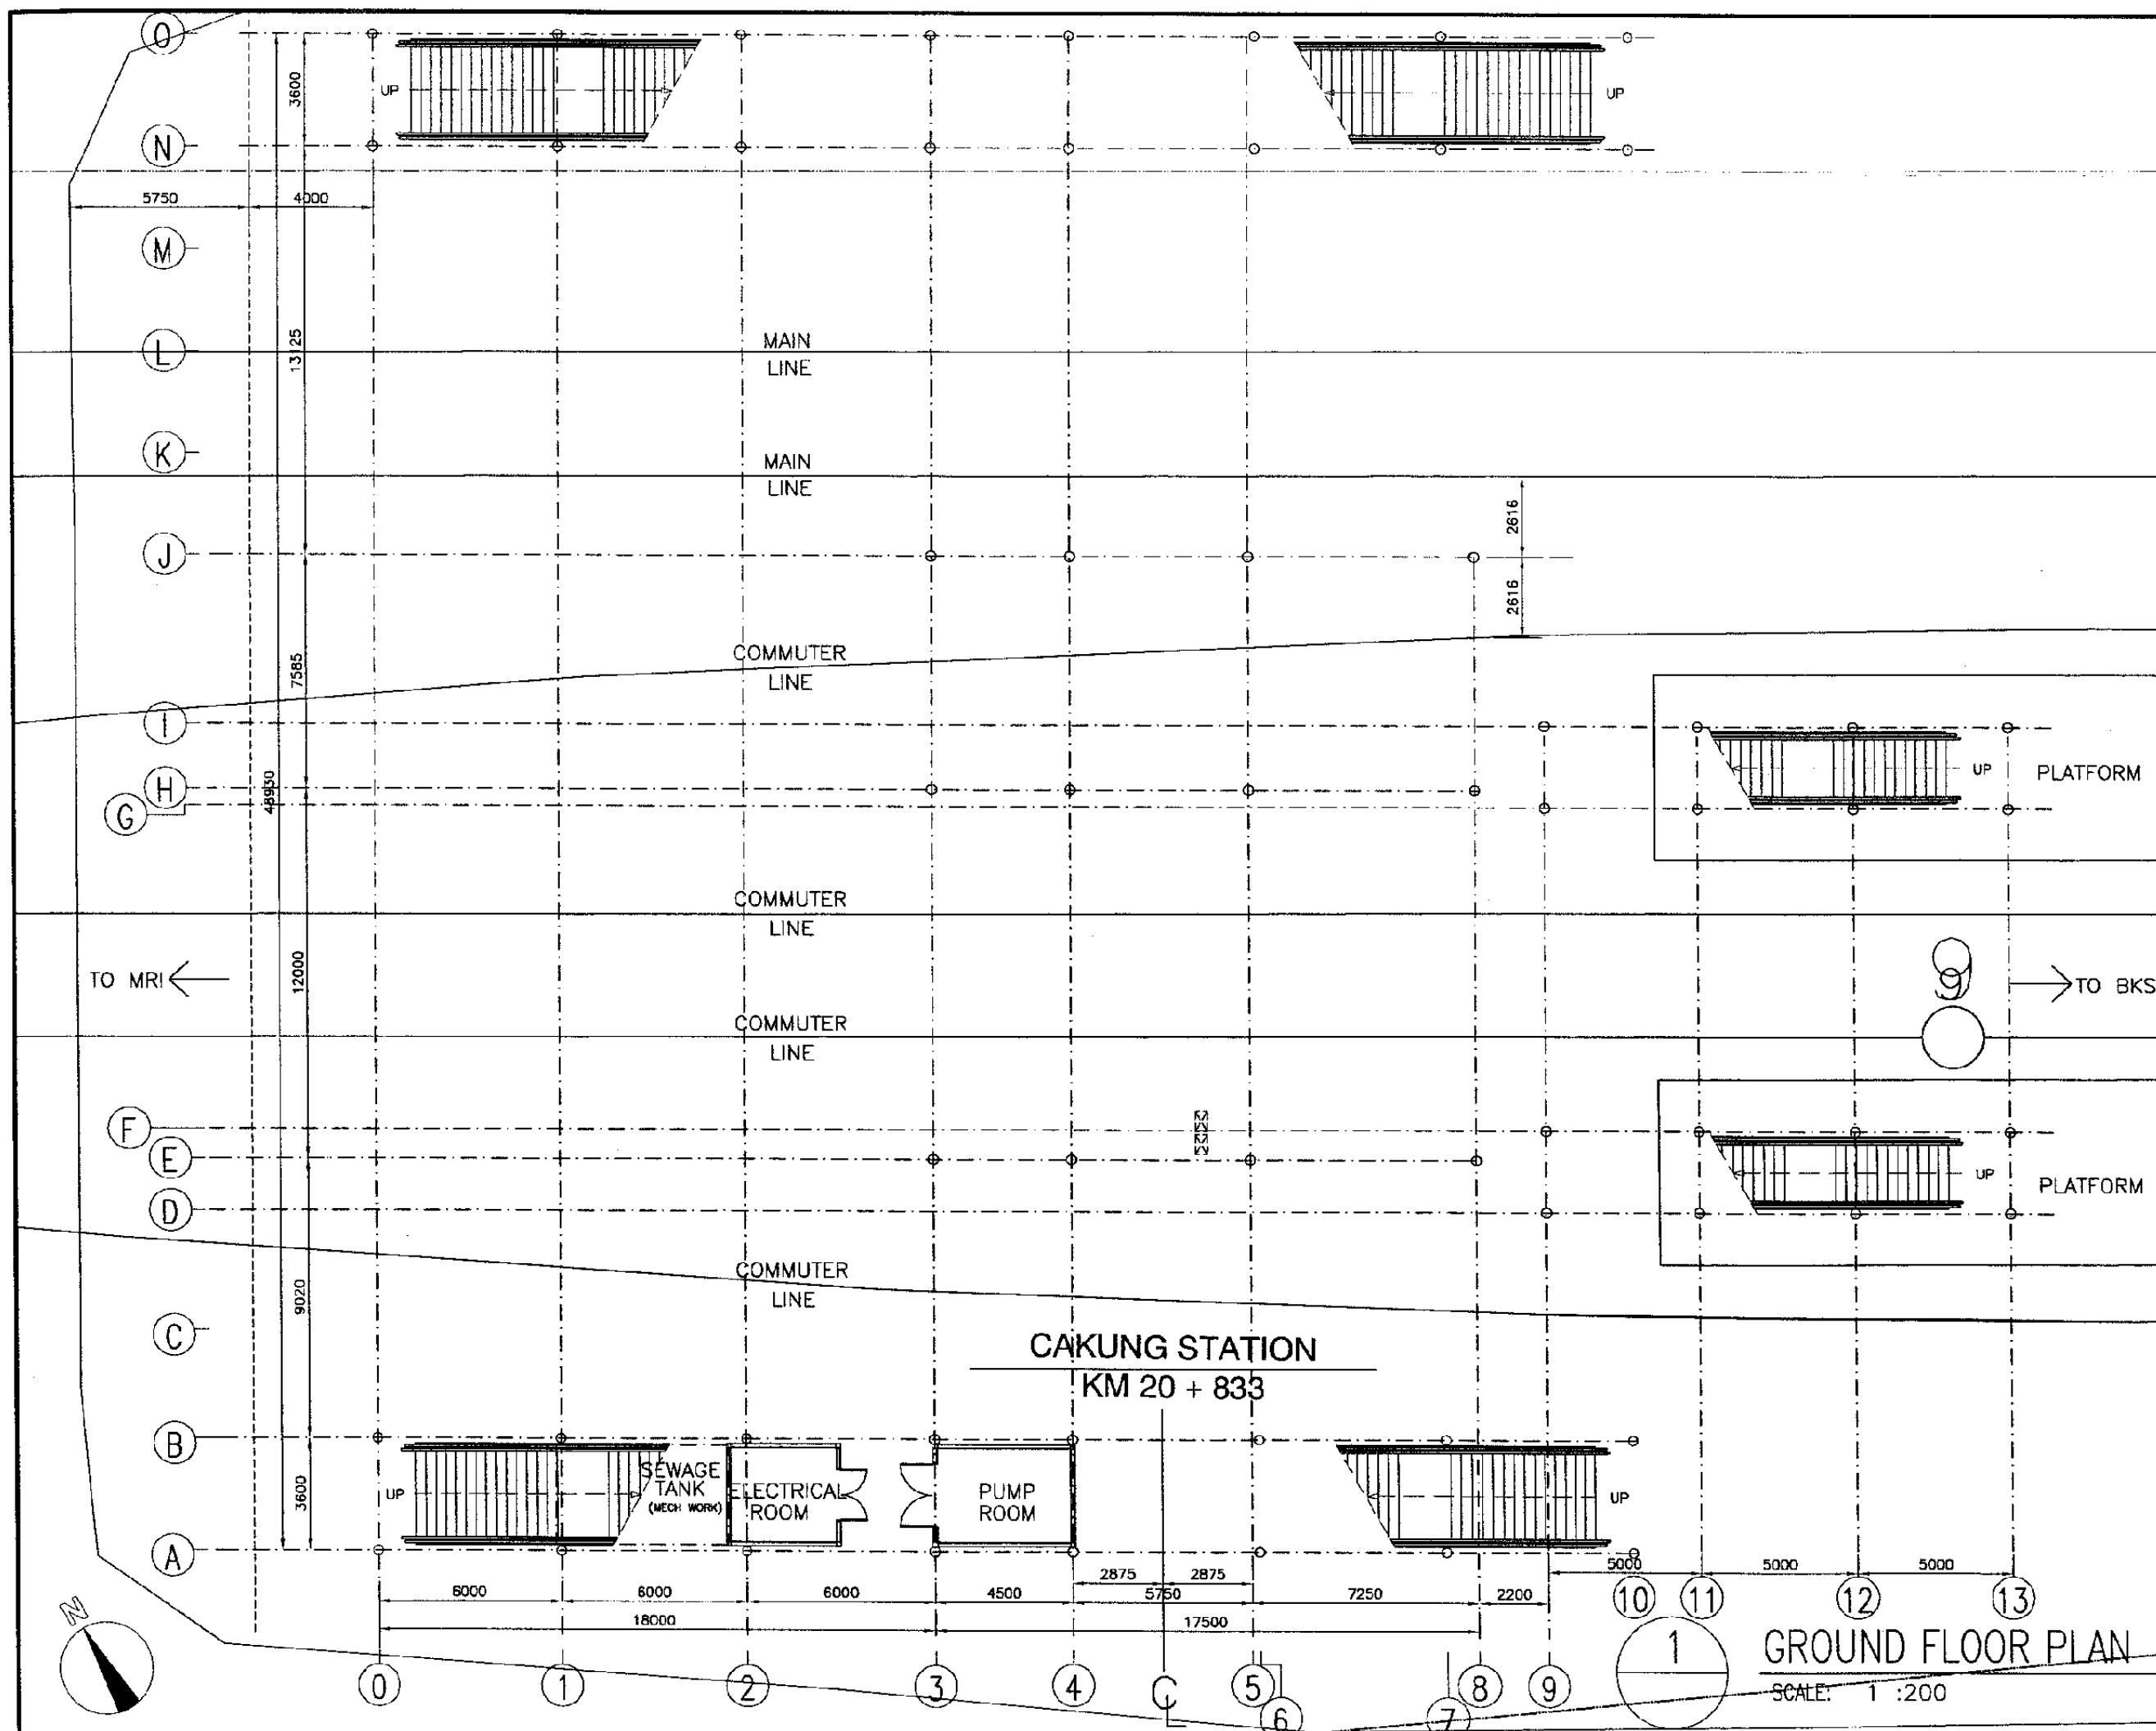 O
3600
UP
UP
N
5750
4000
M
13125
L
MAIN
LINE
K
MAIN
LINE
2616
J
2616
7585
COMMUTER
LINE
I
H
48930
G
UP
PLATFORM
COMMUTER
LINE
12000
TO MRI
9
9
TO BKS
COMMUTER
LINE
F
E
D
UP
PLATFORM
9020
COMMUTER
LINE
C
CAKUNG STATION
KM 20 + 833
B
3600
UP
SEWAGE
TANK
(MECH WORK)
ELECTRICAL
ROOM
PUMP
ROOM
UP
A
2875
2875
5000
5000
5000
6000
6000
6000
4500
5750
7250
2200
10
11
12
13
18000
17500
N
1
GROUND FLOOR PLAN
SCALE: 1 :200
0
1
2
3
4
CL
5
6
7
8
9